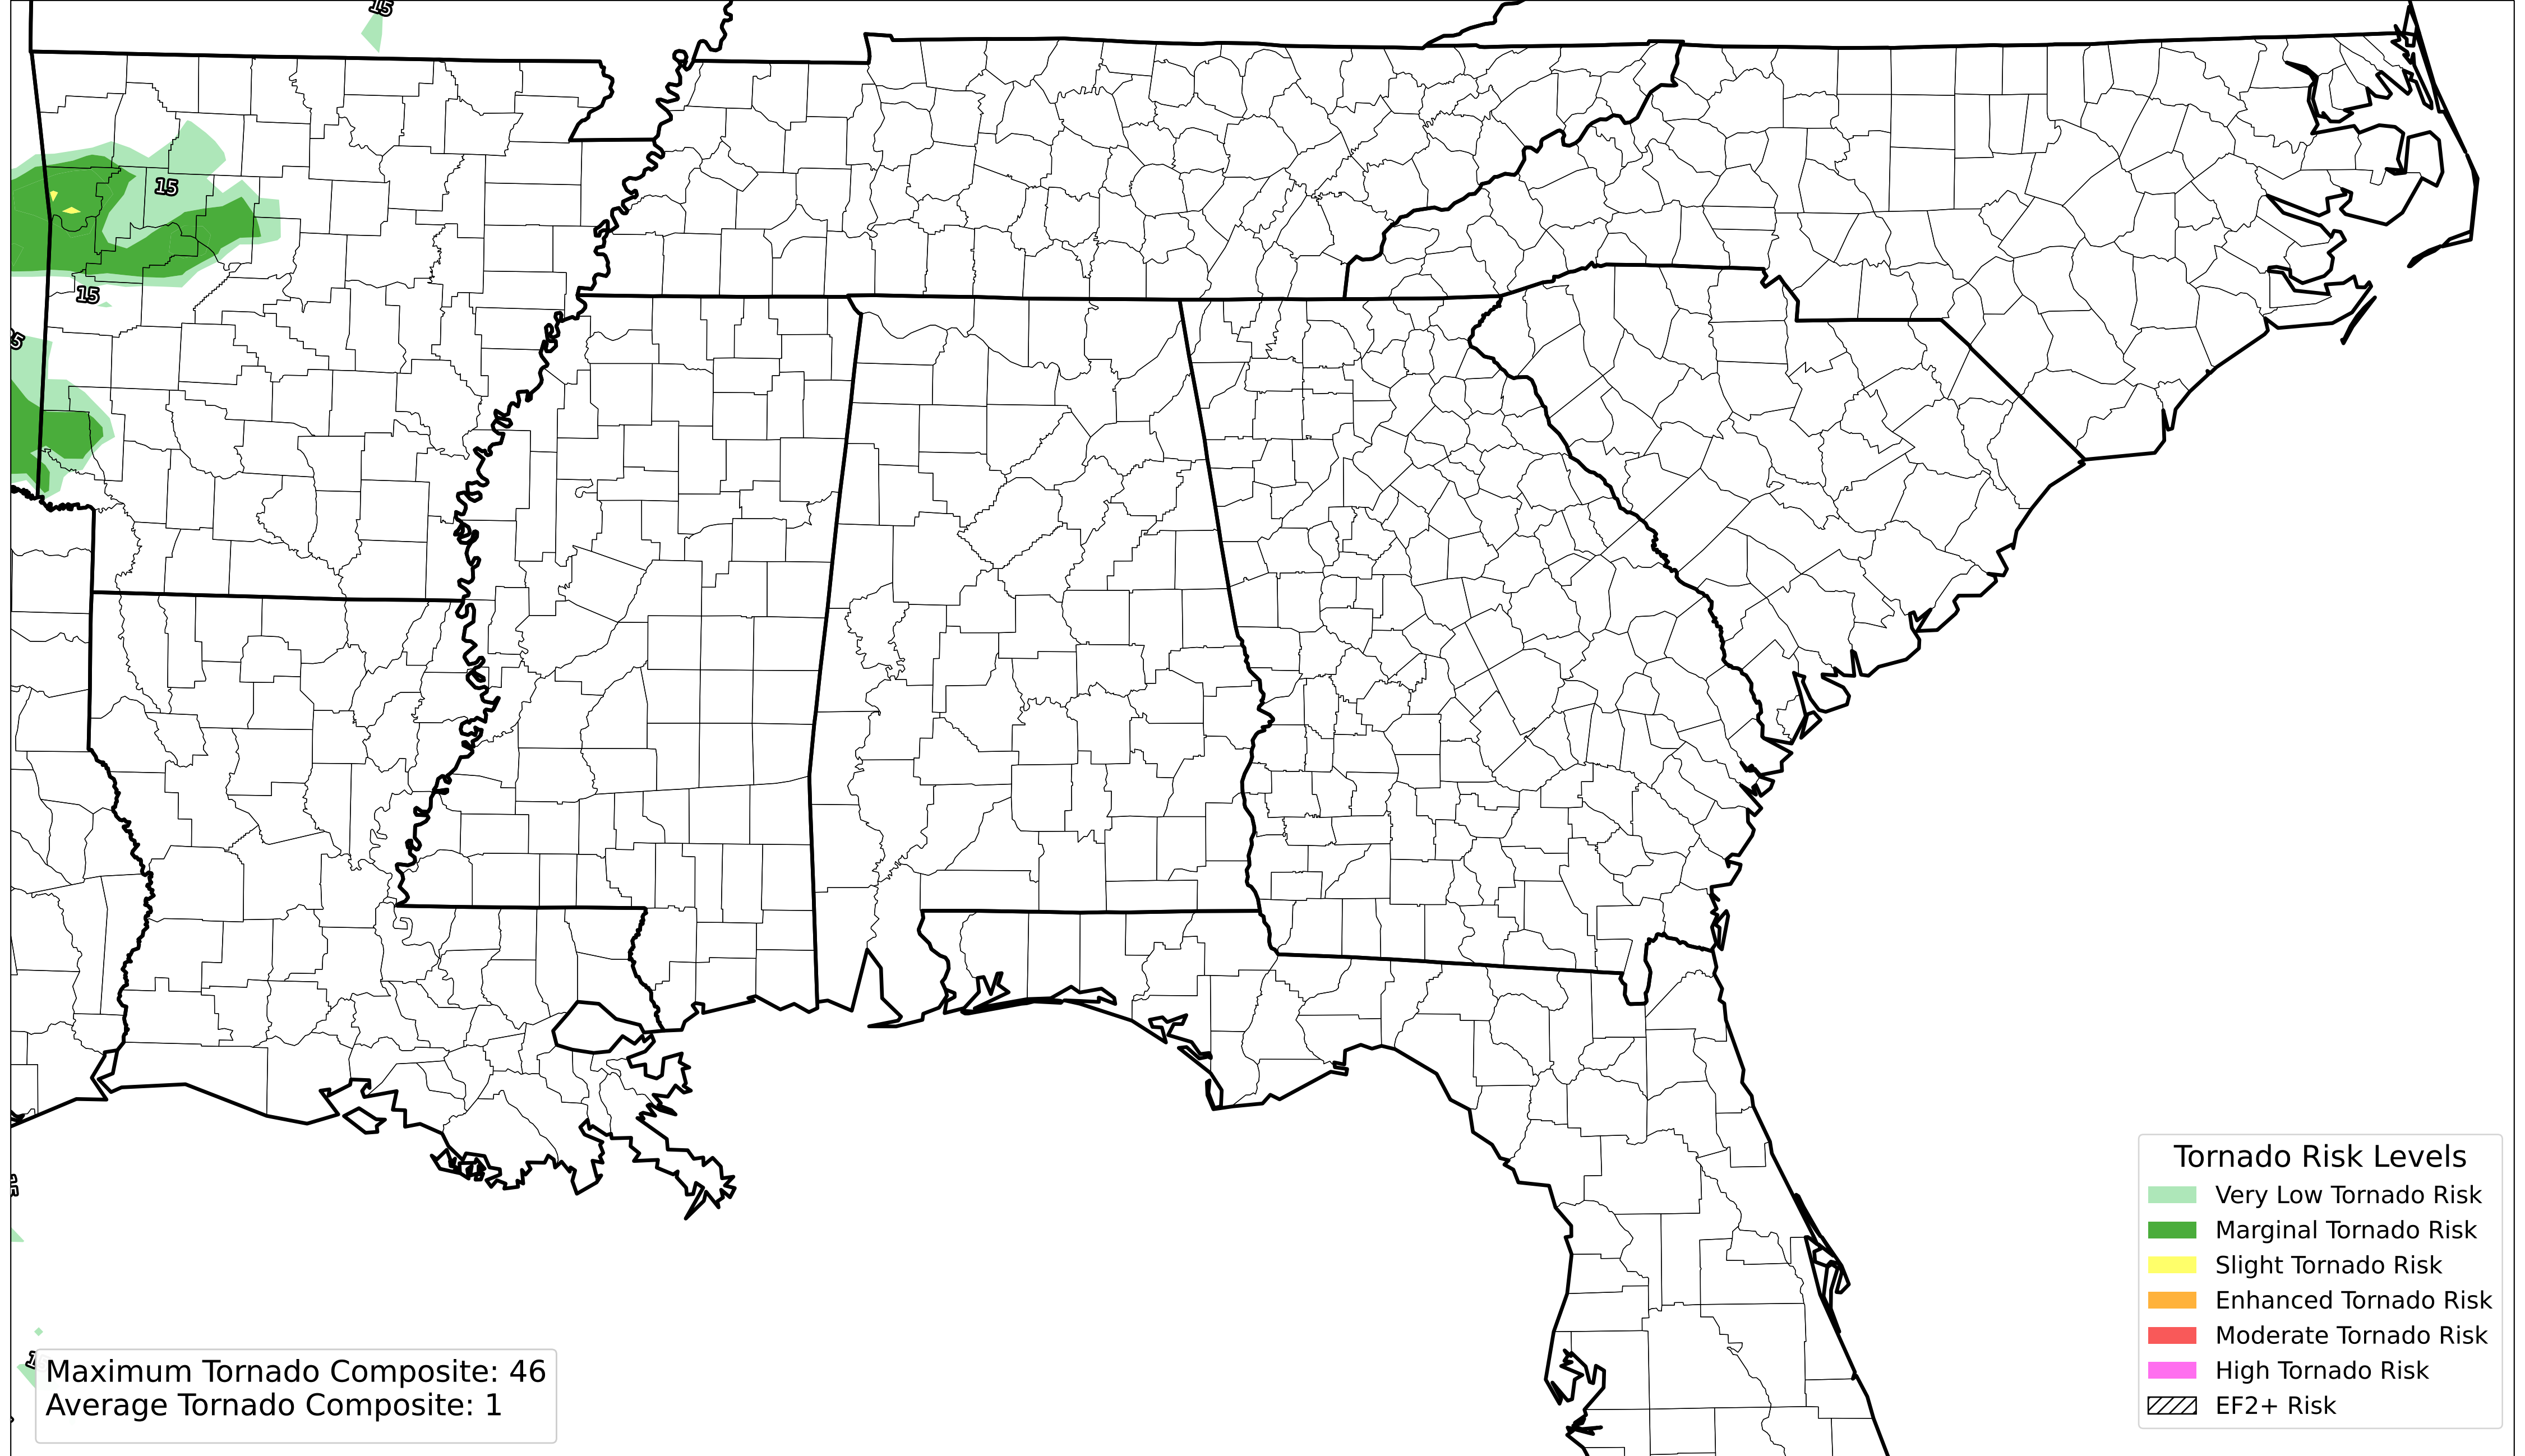 15
15
15
Tornado Risk Levels
Very Low Tornado Risk
Marginal Tornado Risk
Slight Tornado Risk
Enhanced Tornado Risk
Moderate Tornado Risk
High Tornado Risk
EF2+ Risk
Maximum Tornado Composite: 46
Average Tornado Composite: 1